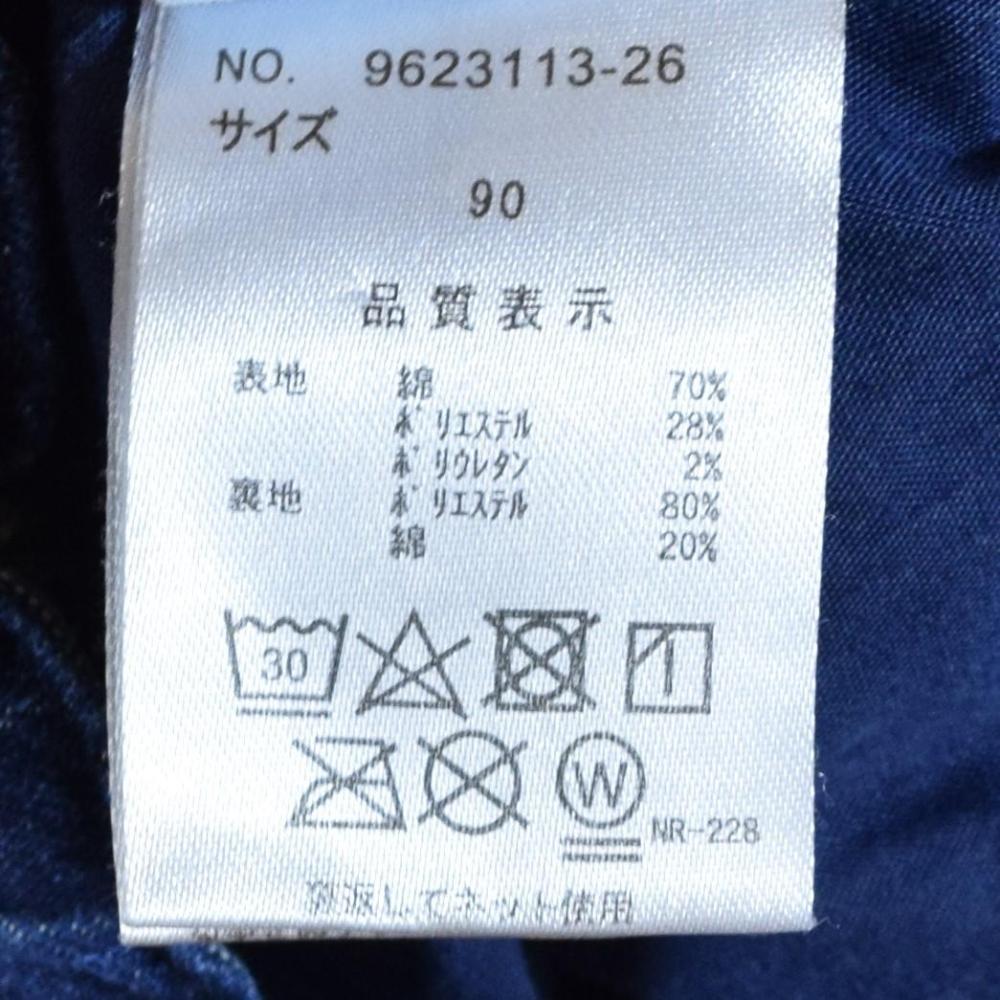 NO. 9623113-26
サイズ
90
品質表示
表地 綿 70%
ﾎﾟﾘｴｽﾃﾙ 28%
ﾎﾟﾘｳﾚﾀﾝ 2%
裏地 ﾎﾟﾘｴｽﾃﾙ 80%
綿 20%
30
W
NR-228
裏返してネット使用